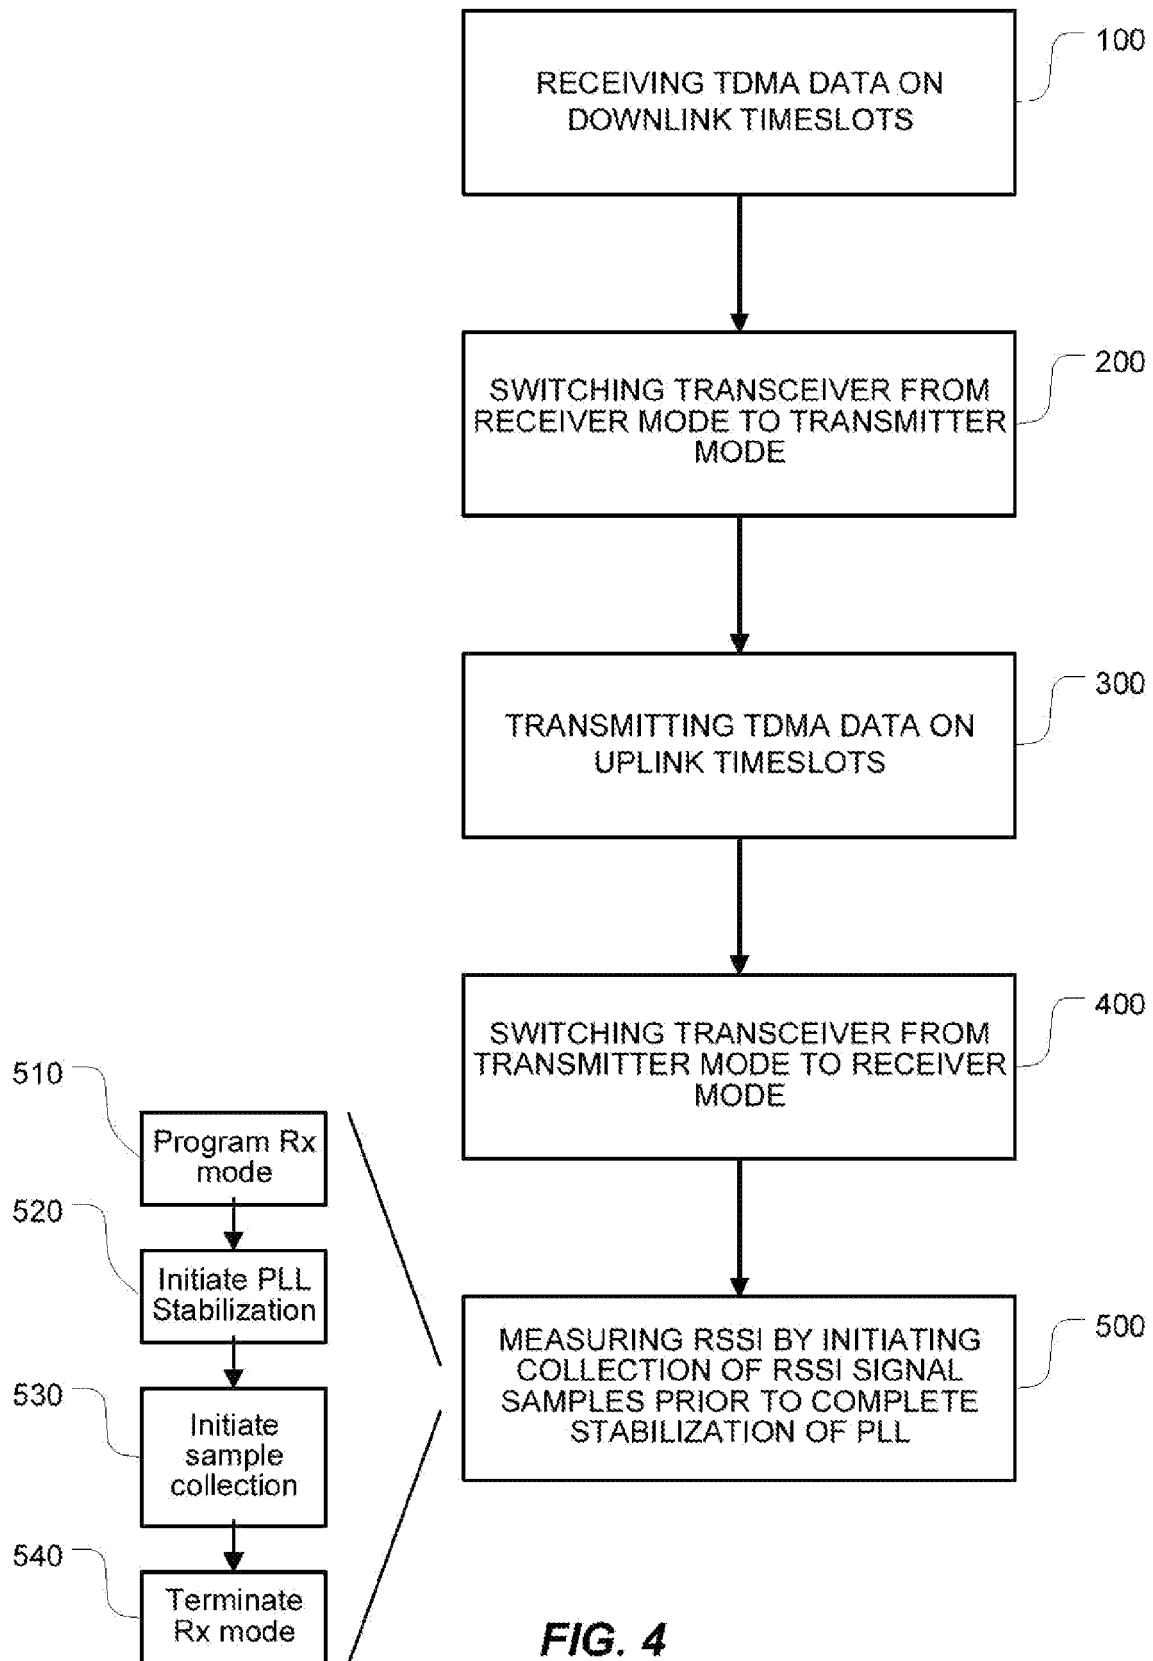 100
RECEIVING TDMA DATA ON
DOWNLINK TIMESLOTS
200
SWITCHING TRANSCEIVER FROM
RECEIVER MODE TO TRANSMITTER
MODE
300
TRANSMITTING TDMA DATA ON
UPLINK TIMESLOTS
400
SWITCHING TRANSCEIVER FROM
TRANSMITTER MODE TO RECEIVER
MODE
500
MEASURING RSSI BY INITIATING
COLLECTION OF RSSI SIGNAL
SAMPLES PRIOR TO COMPLETE
STABILIZATION OF PLL
510
Program Rx
mode
520
Initiate PLL
Stabilization
530
Initiate
sample
collection
540
Terminate
Rx mode
FIG. 4